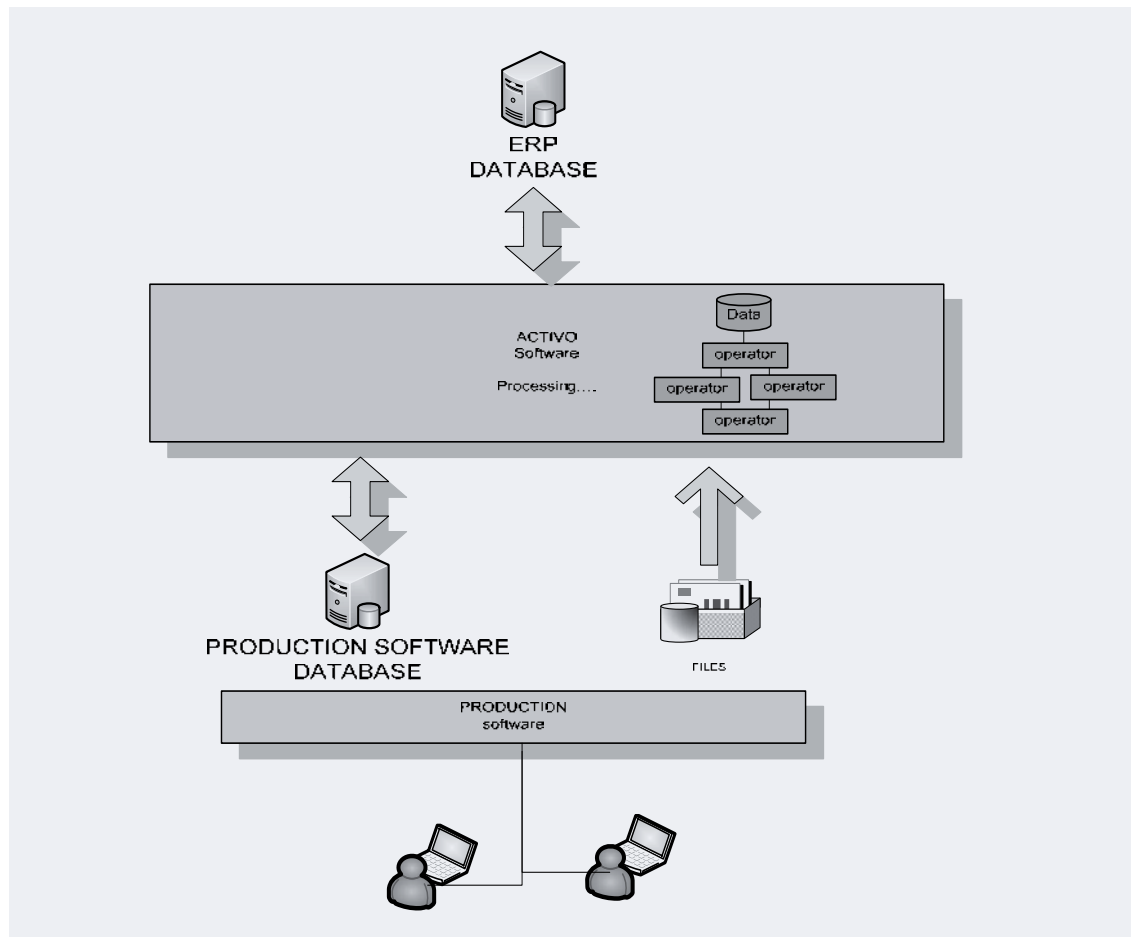 ERP
DATABASE
ACTIVO
Software
Processing....
Data
operator
operator
operator
operator
PRODUCTION SOFTWARE
DATABASE
FILES
PRODUCTION
software